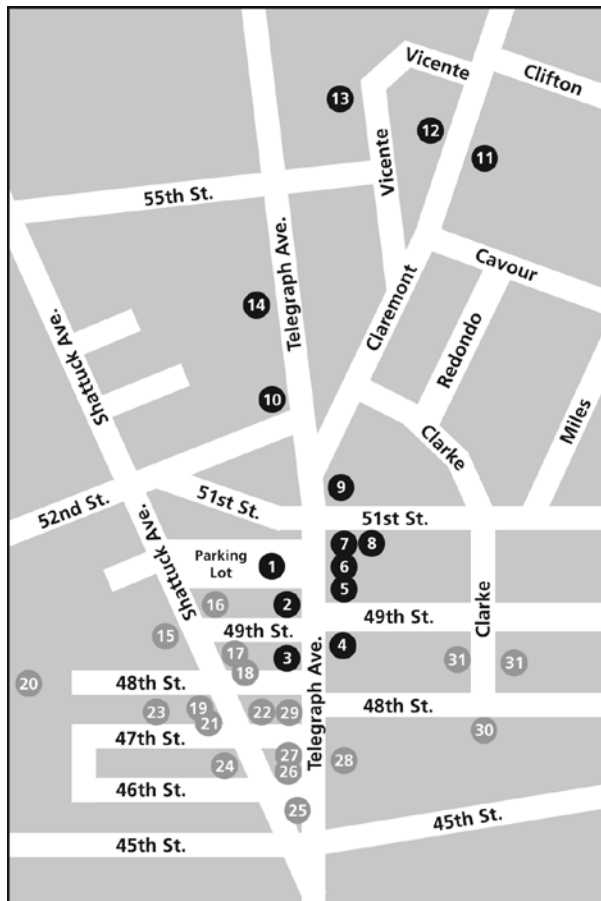 Vicente
Clifton
13
12
11
Vicente
55th St.
Telegraph Ave.
Cavour
14
Claremont
Shattuck Ave.
Redondo
10
Miles
Clarke
9
52nd St.
51st St.
Shattuck Ave.
51st St.
7
8
Parking
Lot
1
6
5
16
2
49th St.
49th St.
15
4
Clarke
17
3
31
31
18
Telegraph Ave.
20
48th St.
23
19
22
29
48th St.
21
30
47th St.
27
28
24
26
46th St.
25
45th St.
45th St.